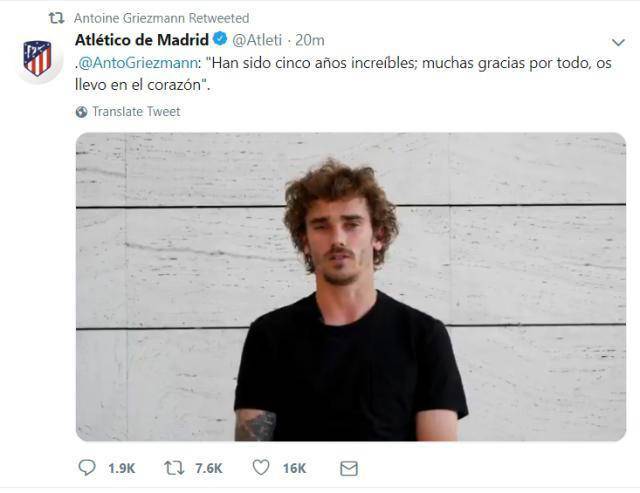 Antoine Griezmann Retweeted
Atlético de Madrid @Atleti · 20m
.@AntoGriezmann: "Han sido cinco años increíbles; muchas gracias por todo, os
llevo en el corazón".
Translate Tweet
1.9K 7.6K 16K